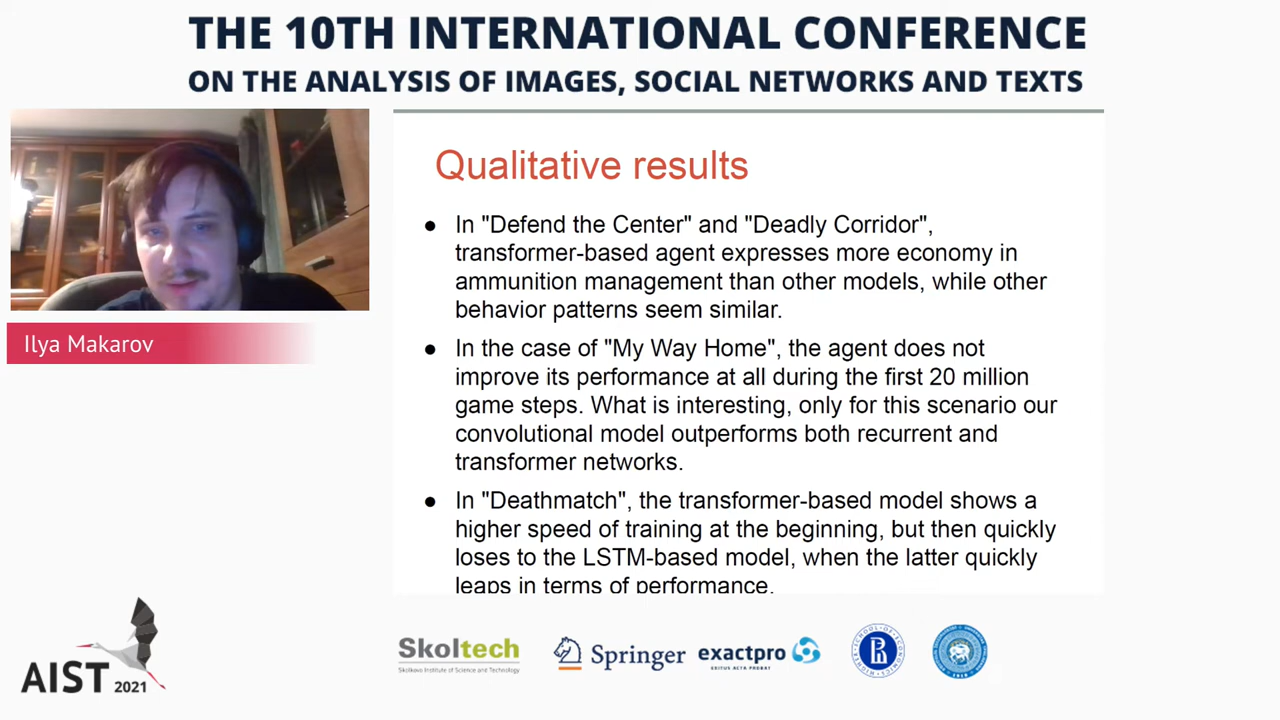 THE 10TH INTERNATIONAL CONFERENCE
ON THE ANALYSIS OF IMAGES, SOCIAL NETWORKS AND TEXTS
Ilya Makarov
Qualitative results
● In "Defend the Center" and "Deadly Corridor",
transformer-based agent expresses more economy in
ammunition management than other models, while other
behavior patterns seem similar.
● In the case of "My Way Home", the agent does not
improve its performance at all during the first 20 million
game steps. What is interesting, only for this scenario our
convolutional model outperforms both recurrent and
transformer networks.
● In "Deathmatch", the transformer-based model shows a
higher speed of training at the beginning, but then quickly
loses to the LSTM-based model, when the latter quickly
leaps in terms of performance.
AIST 2021
Skoltech
Skolkovo Institute of Science and Technology
Springer
exactpro
EXITUS ACTA PROBAT